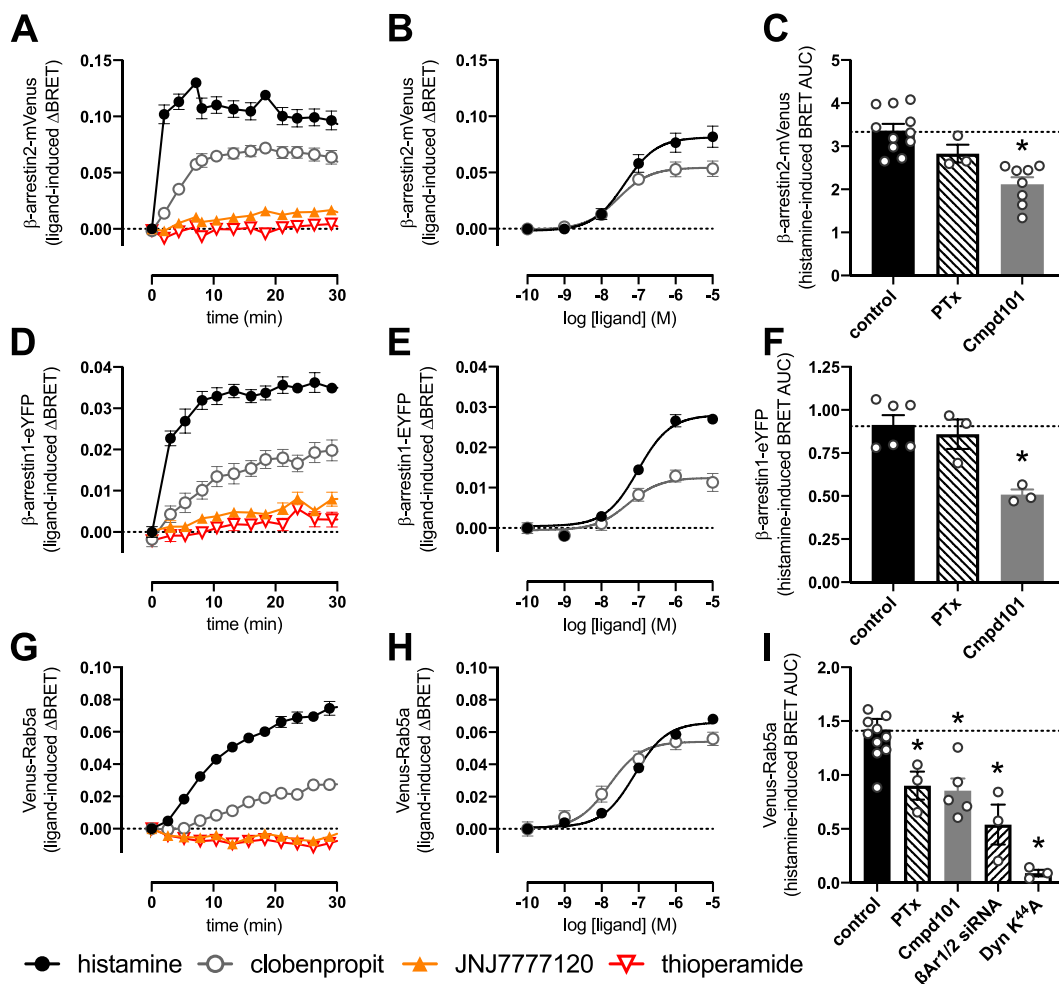 A
β-arrestin2-mVenus
(ligand-induced ΔBRET)
0.15
0.10
0.05
0.00
0
10
20
30
time (min)
B
β-arrestin2-mVenus
(ligand-induced ΔBRET)
0.15
0.10
0.05
0.00
-10
-9
-8
-7
-6
-5
log [ligand] (M)
C
β-arrestin2-mVenus
(histamine-induced BRET AUC)
5
4
3
2
1
0
*
control
PTx
Cmpd101
D
β-arrestin1-eYFP
(ligand-induced ΔBRET)
0.04
0.03
0.02
0.01
0.00
0
10
20
30
time (min)
E
β-arrestin1-EYFP
(ligand-induced ΔBRET)
0.04
0.03
0.02
0.01
0.00
-10
-9
-8
-7
-6
-5
log [ligand] (M)
F
β-arrestin1-eYFP
(histamine-induced BRET AUC)
1.25
1.00
0.75
0.50
0.25
0.00
*
control
PTx
Cmpd101
G
Venus-Rab5a
(ligand-induced ΔBRET)
0.10
0.08
0.06
0.04
0.02
0.00
0
10
20
30
time (min)
H
Venus-Rab5a
(ligand-induced ΔBRET)
0.10
0.08
0.06
0.04
0.02
0.00
-10
-9
-8
-7
-6
-5
log [ligand] (M)
I
Venus-Rab5a
(histamine-induced BRET AUC)
2.0
1.5
1.0
0.5
0.0
*
*
*
*
control
PTx
Cmpd101
βAr1/2 siRNA
Dyn K⁴⁴A
histamine
clobenpropit
JNJ7777120
thioperamide